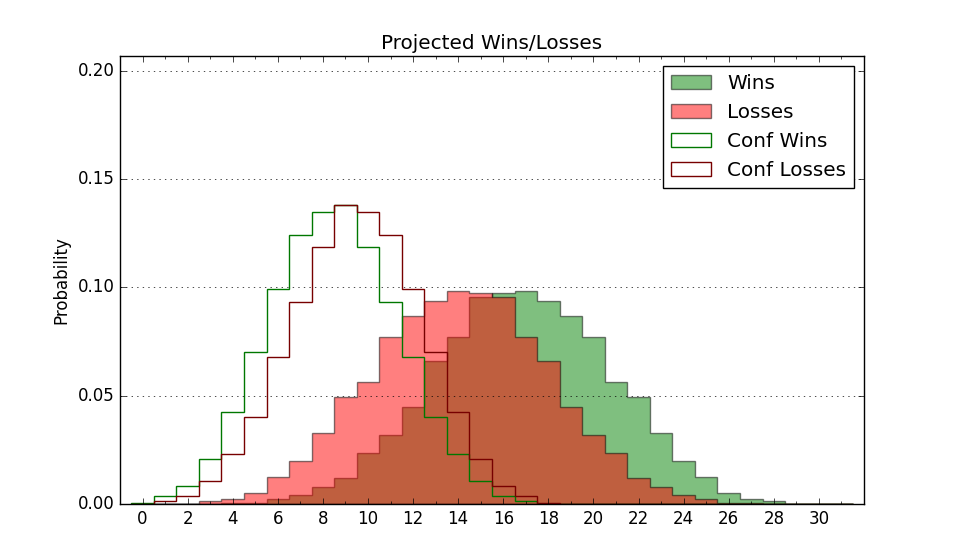 Projected Wins/Losses
0.20
0.15
0.10
0.05
0.00
Probability
Wins
Losses
Conf Wins
Conf Losses
0 2 4 6 8 10 12 14 16 18 20 22 24 26 28 30